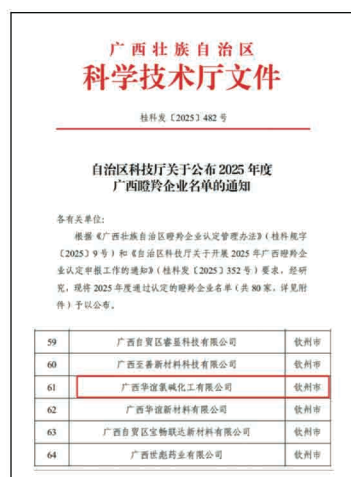 广西壮族自治区
科学技术厅文件
桂科发〔2025〕482号
自治区科技厅关于公布2025年度
广西瞪羚企业名单的通知
各有关单位：
根据《广西壮族自治区瞪羚企业认定管理办法》（桂科规字
〔2025〕9号）和《自治区科技厅关于开展2025年广西瞪羚企
业认定申报工作的通知》（桂科发〔2025〕352号）要求，经研
究，现将2025年度通过认定的瞪羚企业名单（共80家，详见附
件）予以公布。
59 广西自贸区睿显科技有限公司 钦州市
60 广西至善新材料科技有限公司 钦州市
61 广西华谊氯碱化工有限公司 钦州市
62 广西华谊新材料有限公司 钦州市
63 广西自贸区宝畅联达新材料有限公司 钦州市
64 广西世彪药业有限公司 钦州市